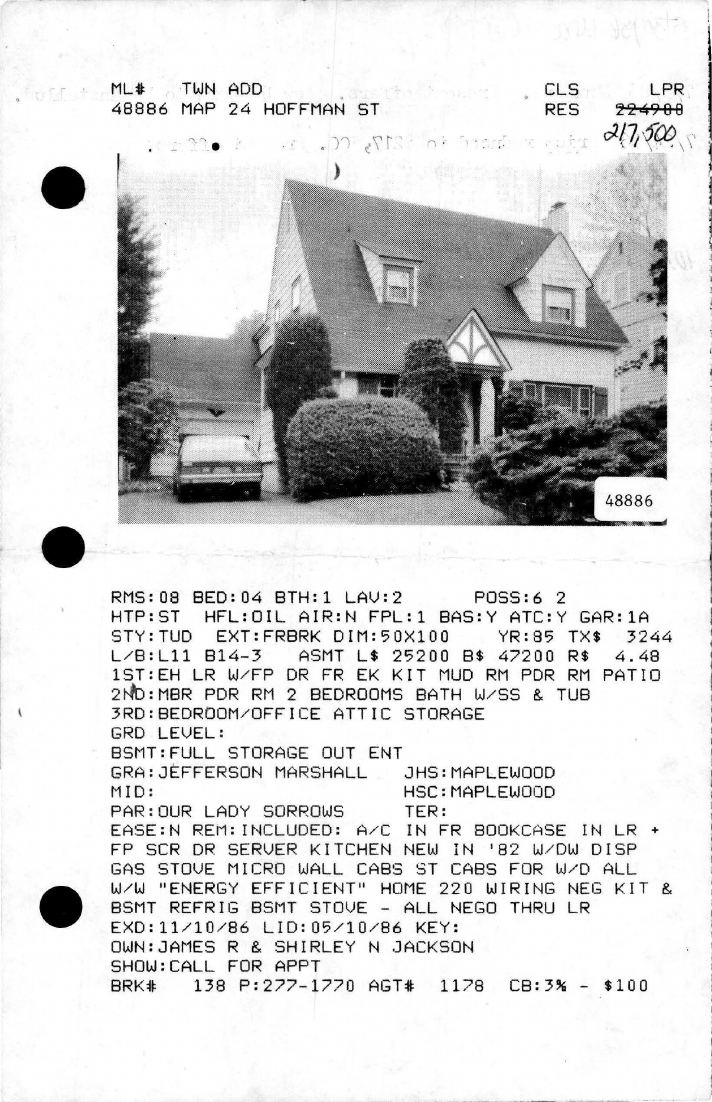 ML# TWN ADD CLS LPR
48886 MAP 24 HOFFMAN ST RES 224900
217,500
48886
RMS:08 BED:04 BTH:1 LAV:2 POSS:6 2
HTP:ST HFL:OIL AIR:N FPL:1 BAS:Y ATC:Y GAR:1A
STY:TUD EXT:FRBRK DIM:50X100 YR:85 TX$ 3244
L/B:L11 B14-3 ASMT L$ 25200 B$ 47200 R$ 4.48
1ST:EH LR W/FP DR FR EK KIT MUD RM PDR RM PATIO
2ND:MBR PDR RM 2 BEDROOMS BATH W/SS & TUB
3RD:BEDROOM/OFFICE ATTIC STORAGE
GRD LEVEL:
BSMT:FULL STORAGE OUT ENT
GRA:JEFFERSON MARSHALL JHS:MAPLEWOOD
MID: HSC:MAPLEWOOD
PAR:OUR LADY SORROWS TER:
EASE:N REM:INCLUDED: A/C IN FR BOOKCASE IN LR +
FP SCR DR SERVER KITCHEN NEW IN '82 W/DW DISP
GAS STOVE MICRO WALL CABS ST CABS FOR W/D ALL
W/W "ENERGY EFFICIENT" HOME 220 WIRING NEG KIT &
BSMT REFRIG BSMT STOVE - ALL NEGO THRU LR
EXD:11/10/86 LID:05/10/86 KEY:
OWN:JAMES R & SHIRLEY N JACKSON
SHOW:CALL FOR APPT
BRK# 138 P:277-1770 AGT# 1178 CB:3% - $100